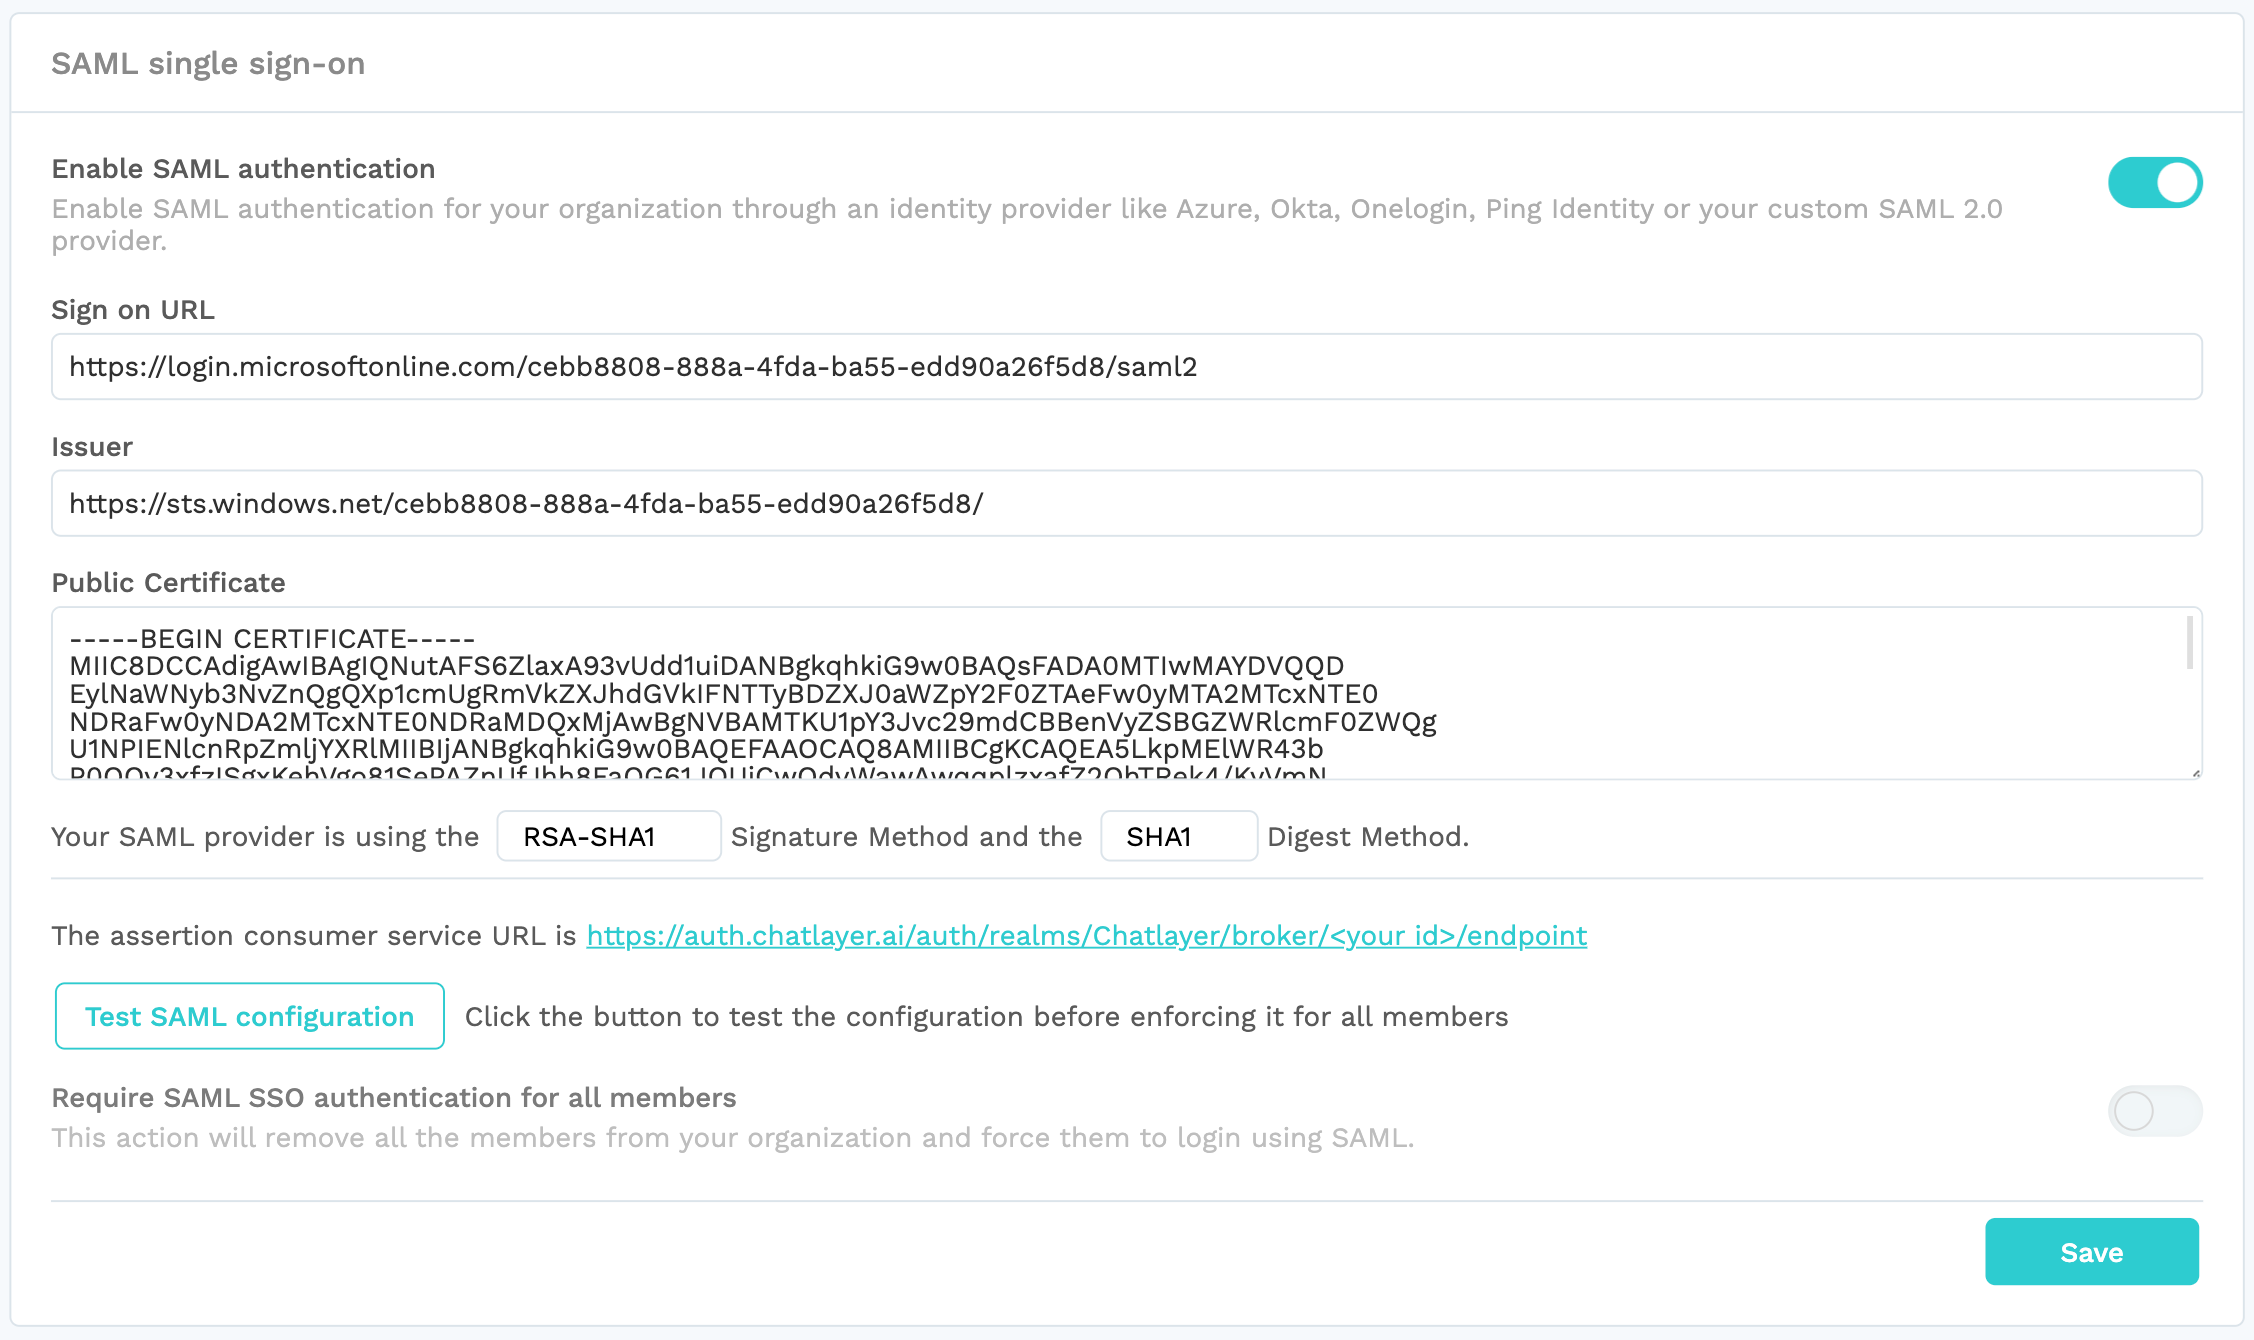 SAML single sign-on
Enable SAML authentication
Enable SAML authentication for your organization through an identity provider like Azure, Okta, Onelogin, Ping Identity or your custom SAML 2.0
provider.
Sign on URL
https://login.microsoftonline.com/cebb8808-888a-4fda-ba55-edd90a26f5d8/saml2
Issuer
https://sts.windows.net/cebb8808-888a-4fda-ba55-edd90a26f5d8/
Public Certificate
-----BEGIN CERTIFICATE-----
MIIC8DCCAdigAwIBAgIQNutAFS6ZlaxA93vUdd1uiDANBgkqhkiG9w0BAQsFADA0MTIwMAYDVQQD
EylNaWNyb3NvZnQgQXp1cmUgRmVkZXJhdGVkIFNTTyBDZXJ0aWZpY2F0ZTAeFw0yMTA2MTcxNTE0
NDRaFw0yNDA2MTcxNTE0NDRaMDQxMjAwBgNVBAMTKU1pY3Jvc29mdCBBenVyZSBGZWRlcmF0ZWQg
U1NPIENlcnRpZmljYXRlMIIBIjANBgkqhkiG9w0BAQEFAAOCAQ8AMIIBCgKCAQEA5LkpMElWR43b
Your SAML provider is using the RSA-SHA1 Signature Method and the SHA1 Digest Method.
The assertion consumer service URL is https://auth.chatlayer.ai/auth/realms/Chatlayer/broker/<your id>/endpoint
Test SAML configuration Click the button to test the configuration before enforcing it for all members
Require SAML SSO authentication for all members
This action will remove all the members from your organization and force them to login using SAML.
Save